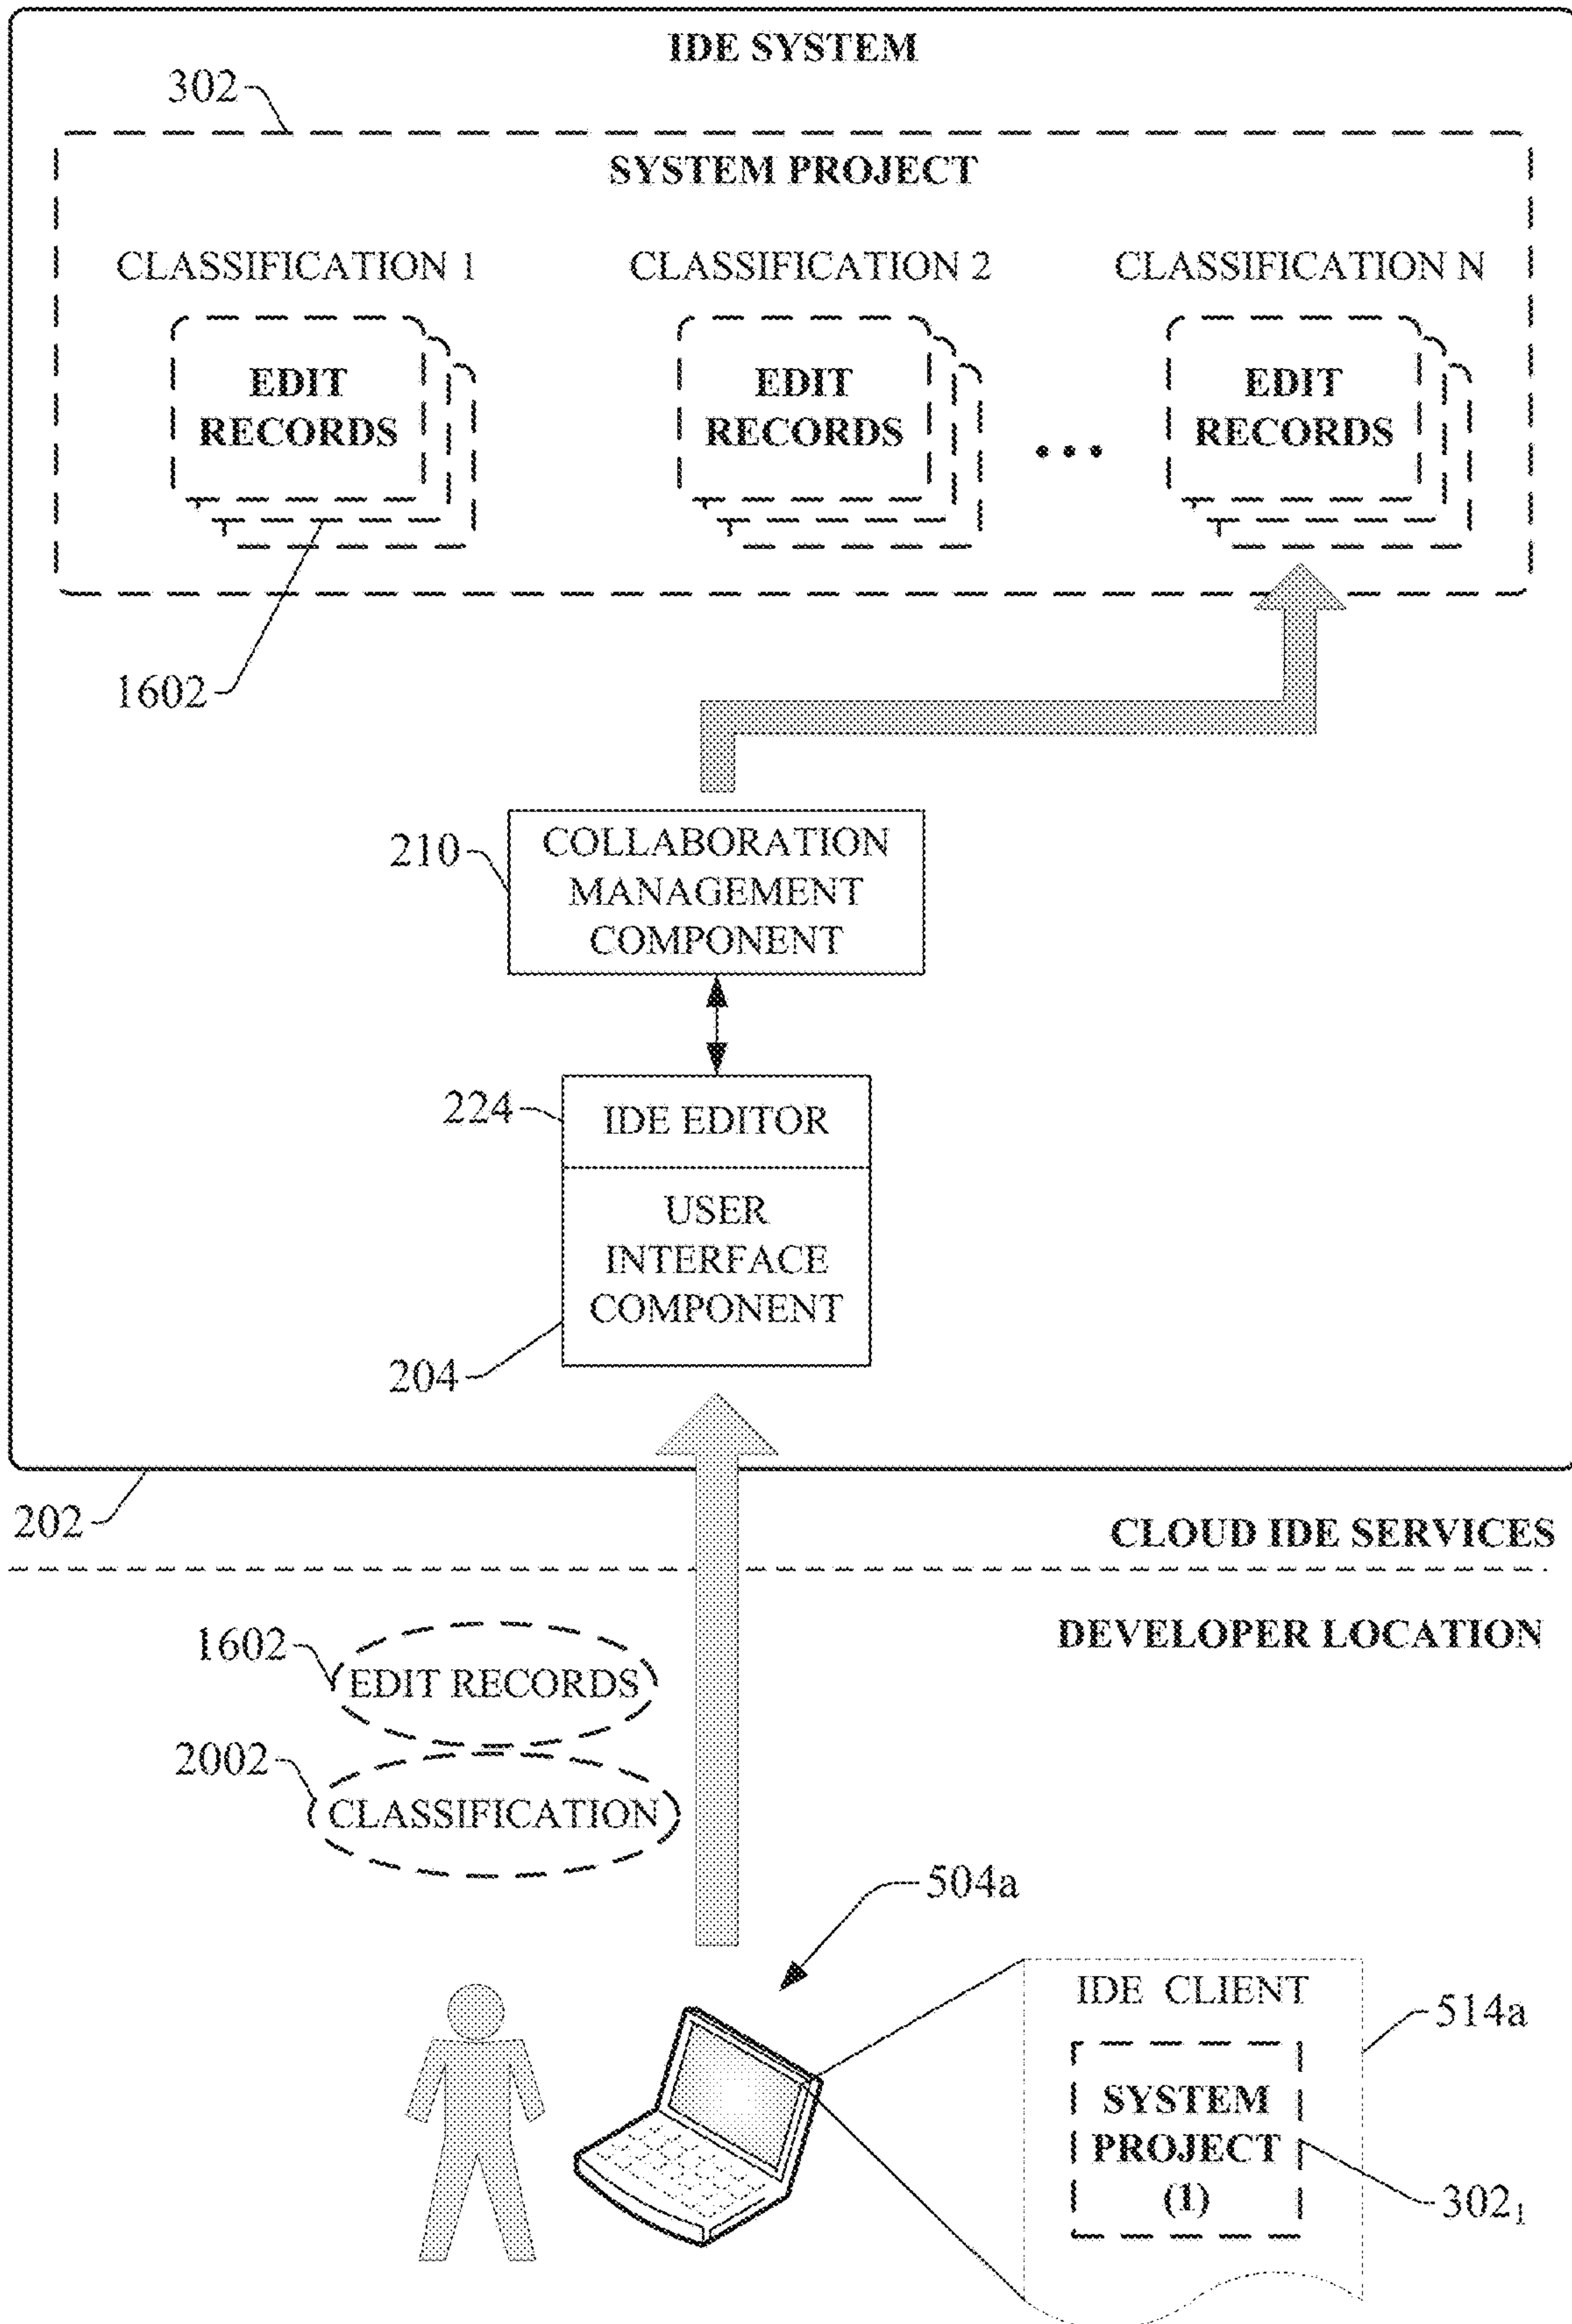 IDE SYSTEM
302
SYSTEM PROJECT
CLASSIFICATION 1
CLASSIFICATION 2
CLASSIFICATION N
EDIT
RECORDS
EDIT
RECORDS
...
EDIT
RECORDS
1602
210
COLLABORATION
MANAGEMENT
COMPONENT
224
IDE EDITOR
USER
INTERFACE
COMPONENT
204
202
CLOUD IDE SERVICES
DEVELOPER LOCATION
1602
EDIT RECORDS
2002
CLASSIFICATION
504a
IDE CLIENT
514a
SYSTEM
PROJECT
(1)
302₁